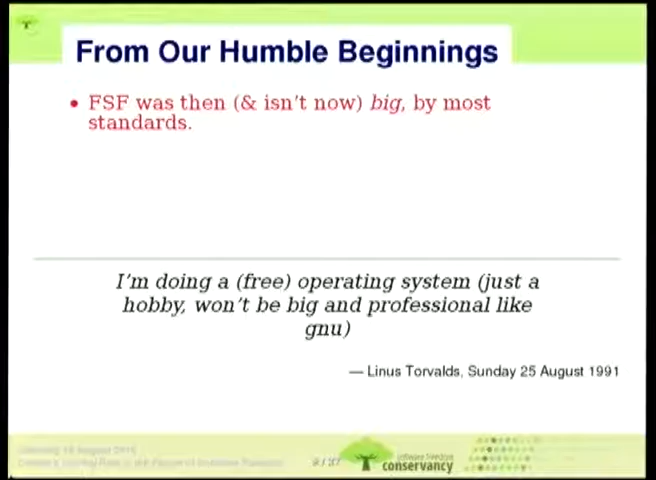 From Our Humble Beginnings
• FSF was then (& isn't now) big, by most
standards.
I'm doing a (free) operating system (just a
hobby, won't be big and professional like
gnu)
— Linus Torvalds, Sunday 25 August 1991
conservancy